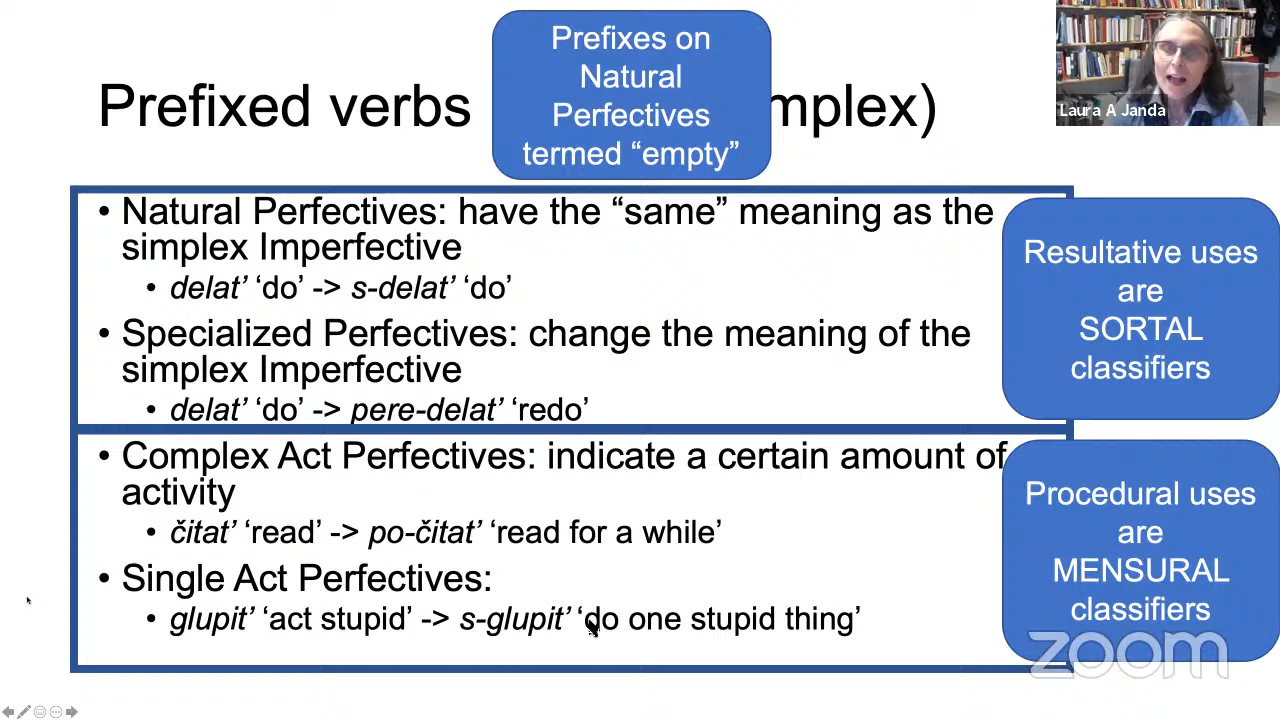 Prefixes on
Natural
Perfectives
termed “empty”
Prefixed verbs mplex)
Laura A Janda
• Natural Perfectives: have the “same” meaning as the
simplex Imperfective
• delat’ ‘do’ -> s-delat’ ‘do’
• Specialized Perfectives: change the meaning of the
simplex Imperfective
• delat’ ‘do’ -> pere-delat’ ‘redo’
Resultative uses
are
SORTAL
classifiers
• Complex Act Perfectives: indicate a certain amount of
activity
• čitat’ ‘read’ -> po-čitat’ ‘read for a while’
• Single Act Perfectives:
• glupit’ ‘act stupid’ -> s-glupit’ ‘do one stupid thing’
Procedural uses
are
MENSURAL
classifiers
zoom